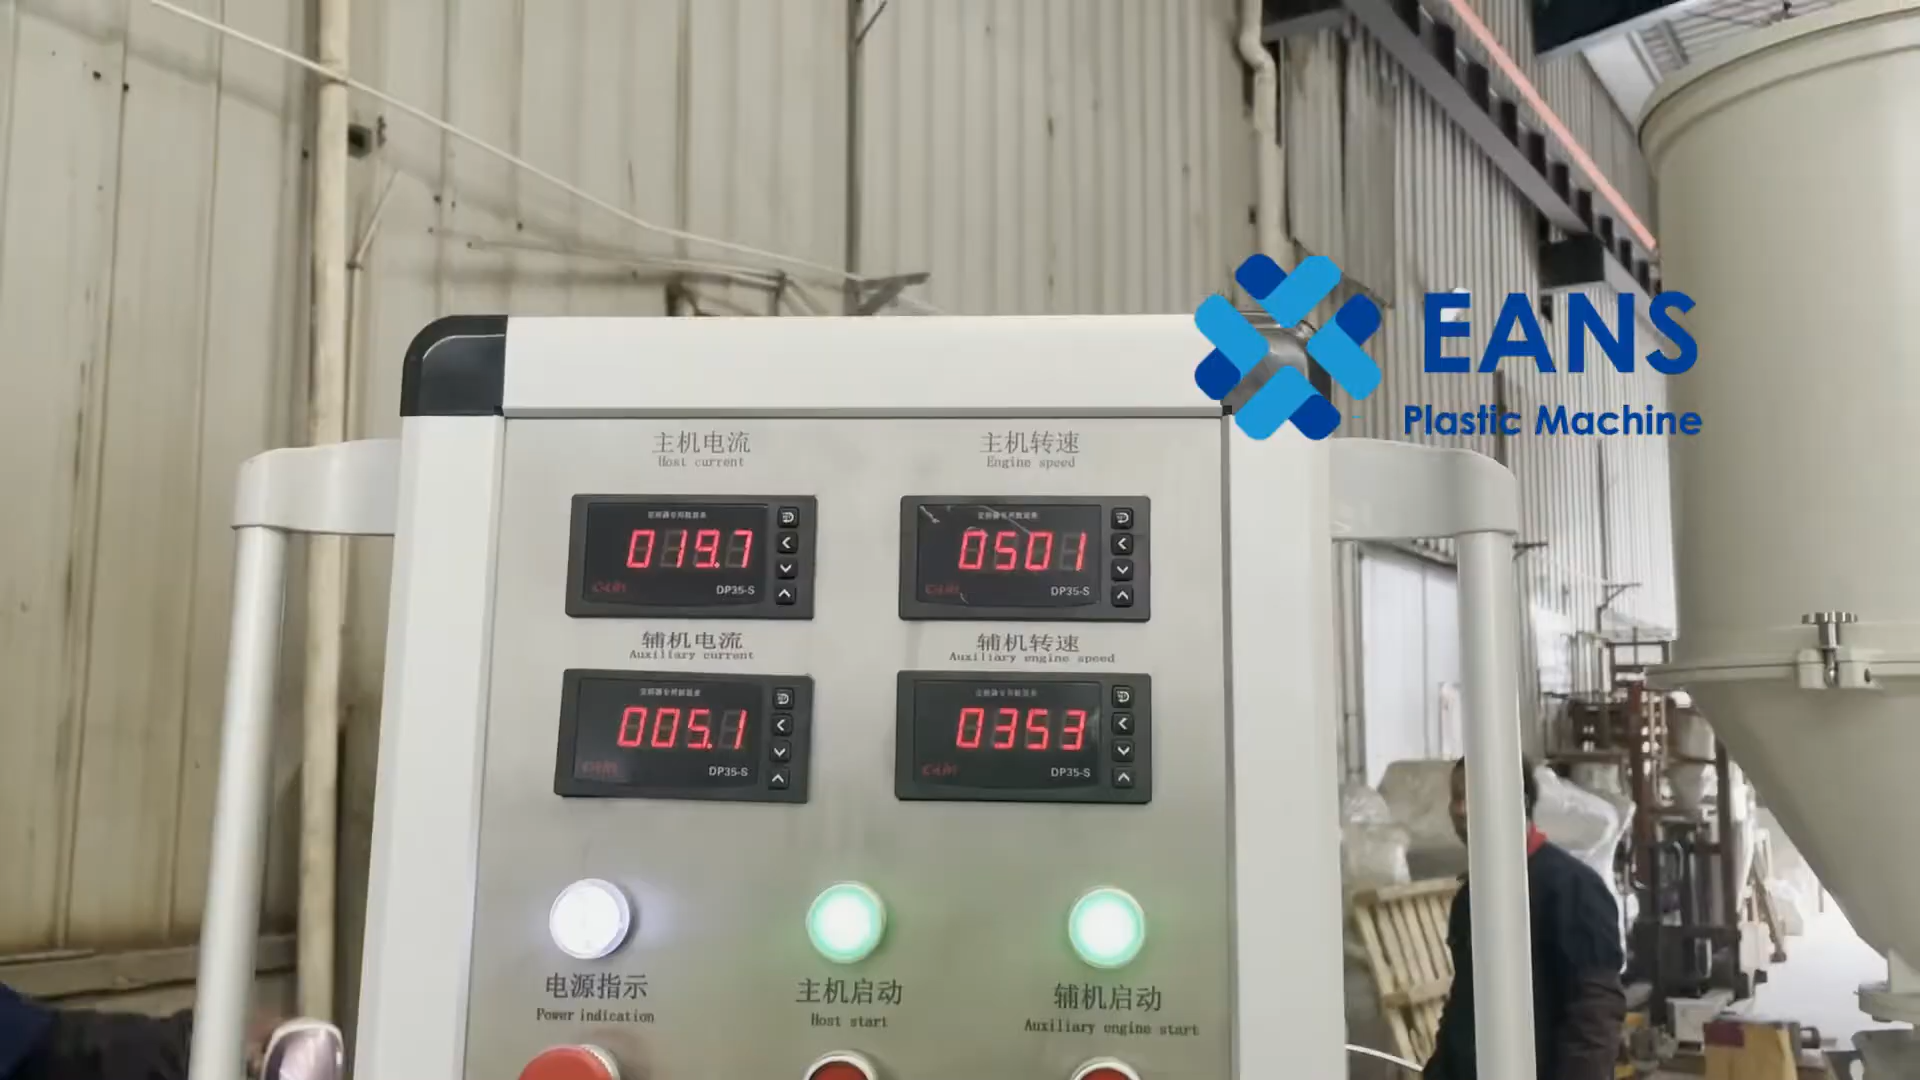 EANS
Plastic Machine
主机电流
Host current
主机转速
Engine speed
019.7
DP35-S
0501
DP35-S
辅机电流
Auxiliary current
辅机转速
Auxiliary engine speed
005.1
DP35-S
0353
DP35-S
电源指示
Power indication
主机启动
Host start
辅机启动
Auxiliary engine start